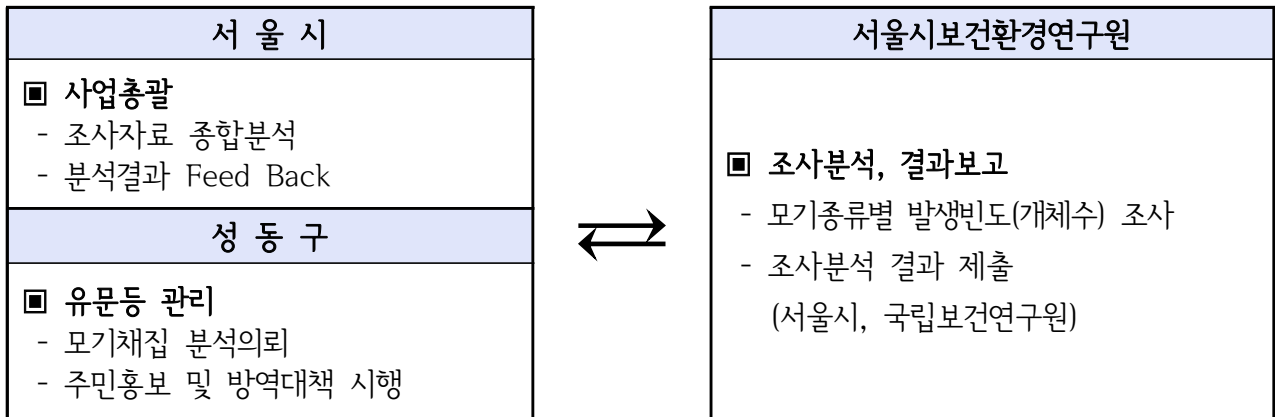 서 울 시
▣ 사업총괄
- 조사자료 종합분석
- 분석결과 Feed Back
성 동 구
▣ 유문등 관리
- 모기채집 분석의뢰
- 주민홍보 및 방역대책 시행
서울시보건환경연구원
▣ 조사분석, 결과보고
- 모기종류별 발생빈도(개체수) 조사
- 조사분석 결과 제출
(서울시, 국립보건연구원)